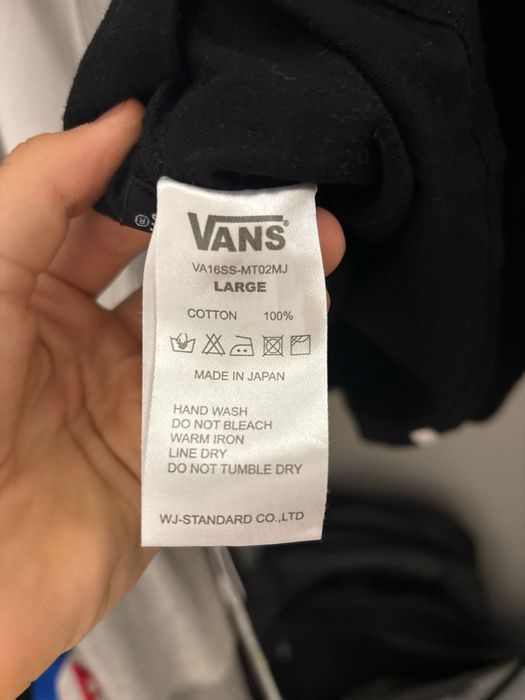 VANS®
VA16SS-MT02MJ
LARGE
COTTON 100%
MADE IN JAPAN
HAND WASH
DO NOT BLEACH
WARM IRON
LINE DRY
DO NOT TUMBLE DRY
WJ-STANDARD CO.,LTD